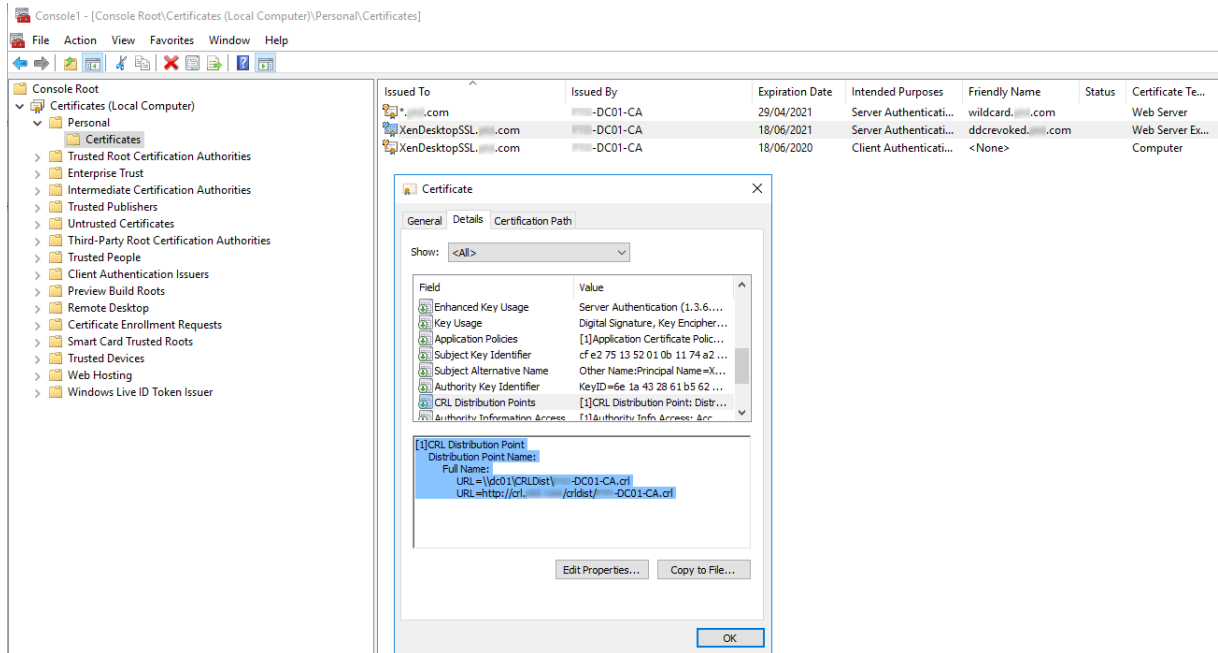 Console1 - [Console Root\Certificates (Local Computer)\Personal\Certificates]
File Action View Favorites Window Help
Console Root
Certificates (Local Computer)
Personal
Certificates
Trusted Root Certification Authorities
Enterprise Trust
Intermediate Certification Authorities
Trusted Publishers
Untrusted Certificates
Third-Party Root Certification Authorities
Trusted People
Client Authentication Issuers
Preview Build Roots
Remote Desktop
Certificate Enrollment Requests
Smart Card Trusted Roots
Trusted Devices
Web Hosting
Windows Live ID Token Issuer
Issued To Issued By Expiration Date Intended Purposes Friendly Name Status Certificate Te...
*. .com -DC01-CA 29/04/2021 Server Authenticati... wildcard. .com Web Server
XenDesktopSSL. .com -DC01-CA 18/06/2021 Server Authenticati... ddcrevoked. .com Web Server Ex...
XenDesktopSSL. .com -DC01-CA 18/06/2020 Client Authenticati... <None> Computer
Certificate
General Details Certification Path
Show: <All>
Field Value
Enhanced Key Usage Server Authentication (1.3.6....
Key Usage Digital Signature, Key Encipher...
Application Policies [1]Application Certificate Polic...
Subject Key Identifier cf e2 75 13 52 01 0b 11 74 a2 ...
Subject Alternative Name Other Name:Principal Name=X...
Authority Key Identifier KeyID=6e 1a 43 28 61 b5 62 ...
CRL Distribution Points [1]CRL Distribution Point: Distr...
Authority Information Access [1]Authority Info Access: Acc...
[1]CRL Distribution Point
Distribution Point Name:
Full Name:
URL=\\dc01\CRLDist\ -DC01-CA.crl
URL=http://crl. /crldist/ -DC01-CA.crl
Edit Properties... Copy to File...
OK